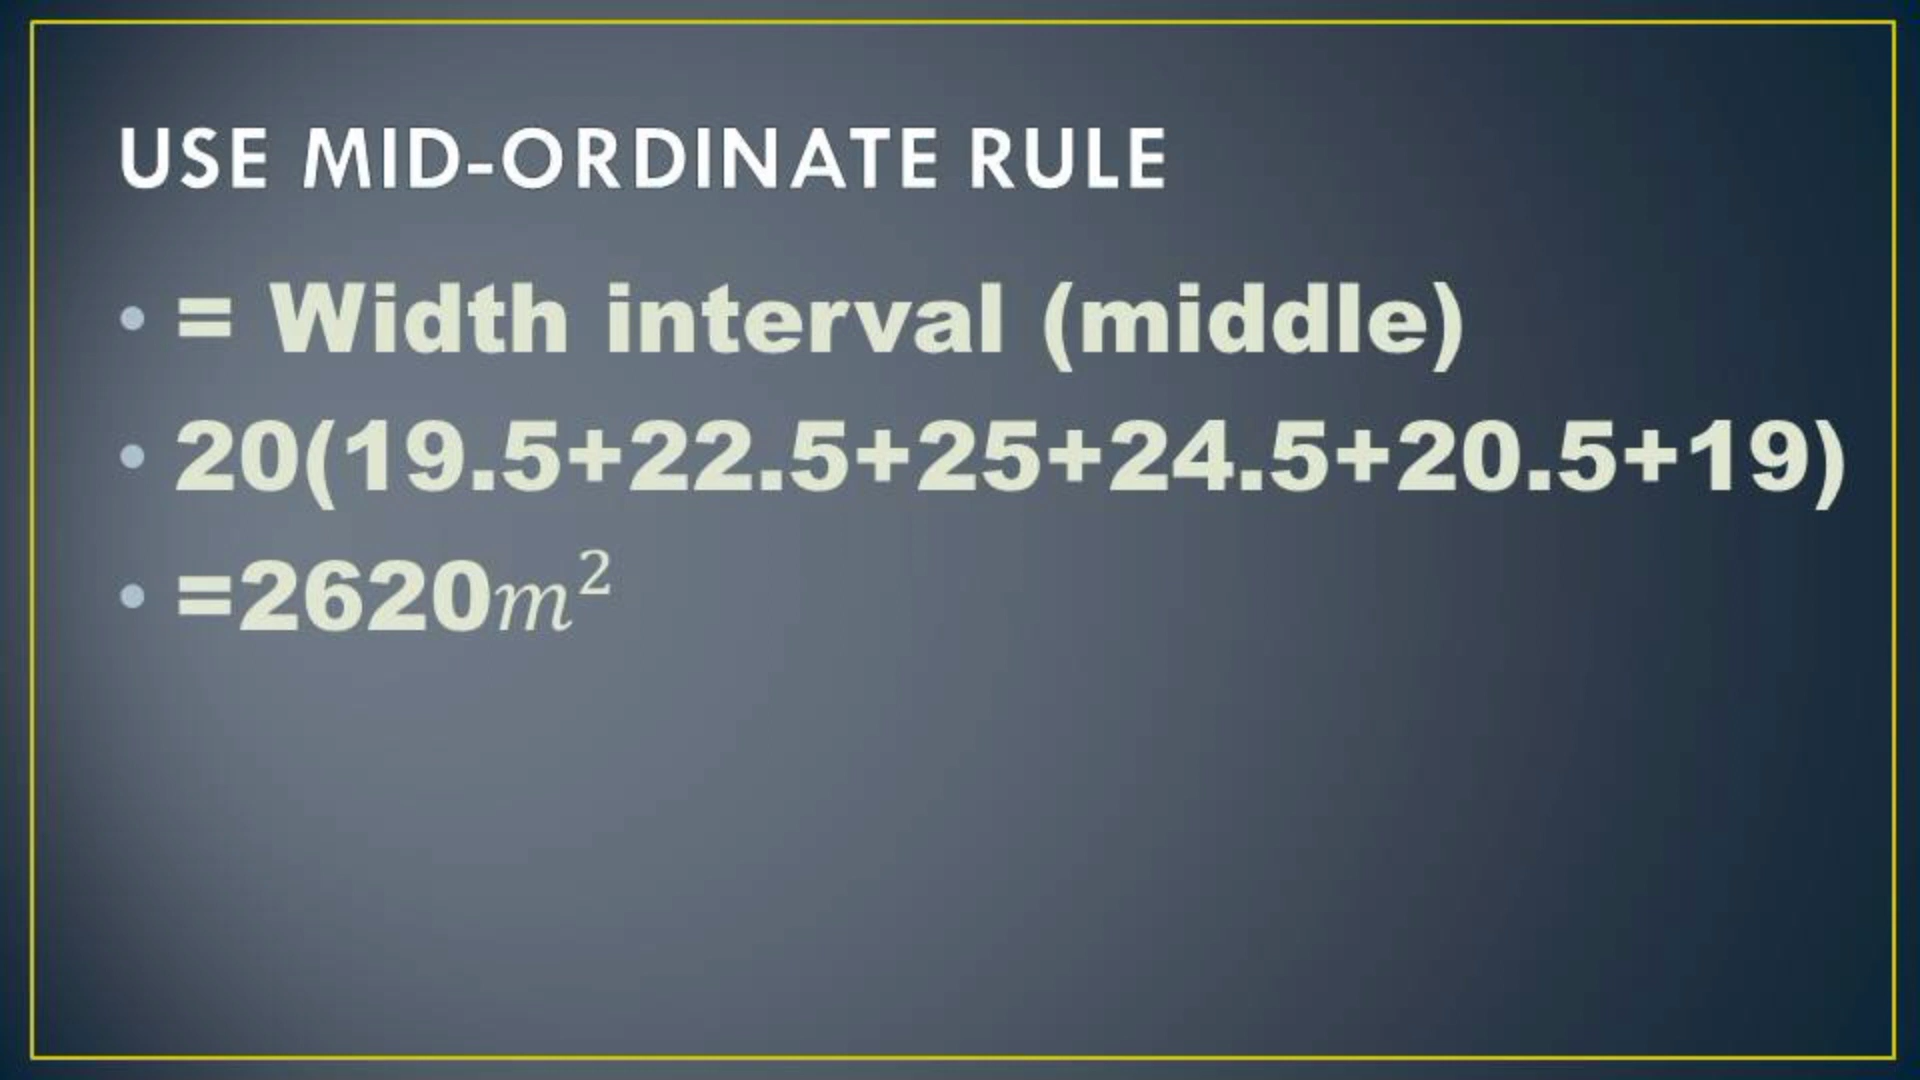 USE MID-ORDINATE RULE
• = Width interval (middle)
• 20(19.5+22.5+25+24.5+20.5+19)
• =2620m²